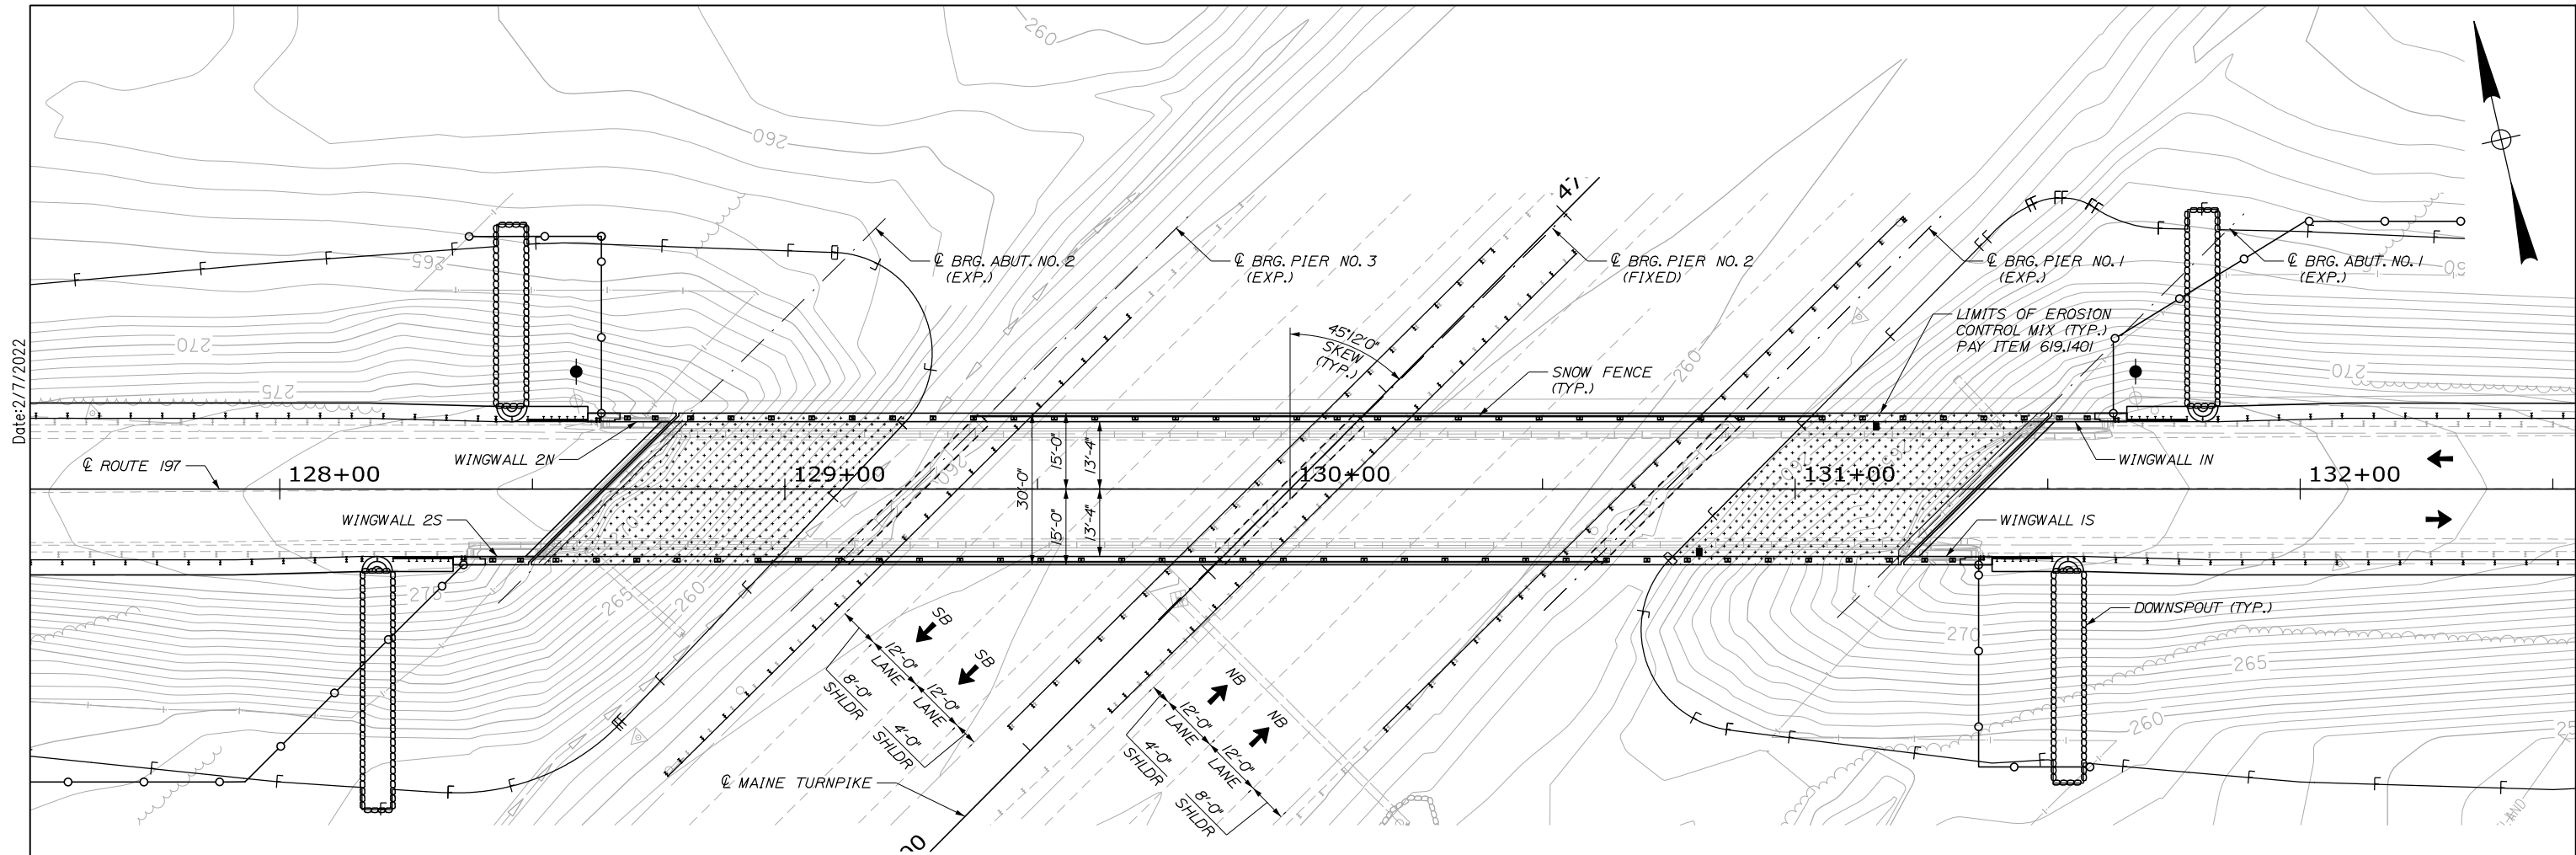 260
260
47
265
℄ BRG. ABUT. NO. 2
(EXP.)
℄ BRG. PIER NO. 3
(EXP.)
℄ BRG. PIER NO. 2
(FIXED)
℄ BRG. PIER NO. 1
(EXP.)
℄ BRG. ABUT. NO. 1
(EXP.)
LIMITS OF EROSION
CONTROL MIX (TYP.)
PAY ITEM 619.1401
45°12'0"
SKEW
(TYP.)
SNOW FENCE
(TYP.)
Date:2/7/2022
270
275
260
270
℄ ROUTE 197
128+00
WINGWALL 2N
129+00
260
30'-0"
15'-0"
15'-0"
13'-4"
13'-4"
130+00
131+00
WINGWALL 1N
132+00
WINGWALL 2S
WINGWALL 1S
265
260
DOWNSPOUT (TYP.)
270
265
260
SB
SB
12'-0"
LANE
12'-0"
LANE
8'-0"
SHLDR
4'-0"
SHLDR
NB
NB
12'-0"
LANE
12'-0"
LANE
4'-0"
SHLDR
8'-0"
SHLDR
℄ MAINE TURNPIKE
00